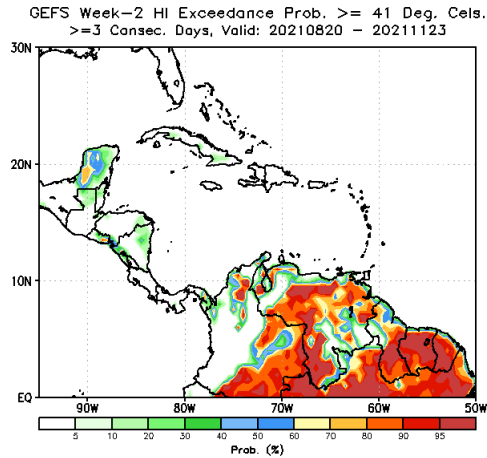 GEFS Week-2 HI Exceedance Prob. >= 41 Deg. Cels.
>=3 Consec. Days, Valid: 20210820 - 20211123
30N
20N
10N
EQ
90W 80W 70W 60W 50W
5 10 20 30 40 50 60 70 80 90 95
Prob. (%)